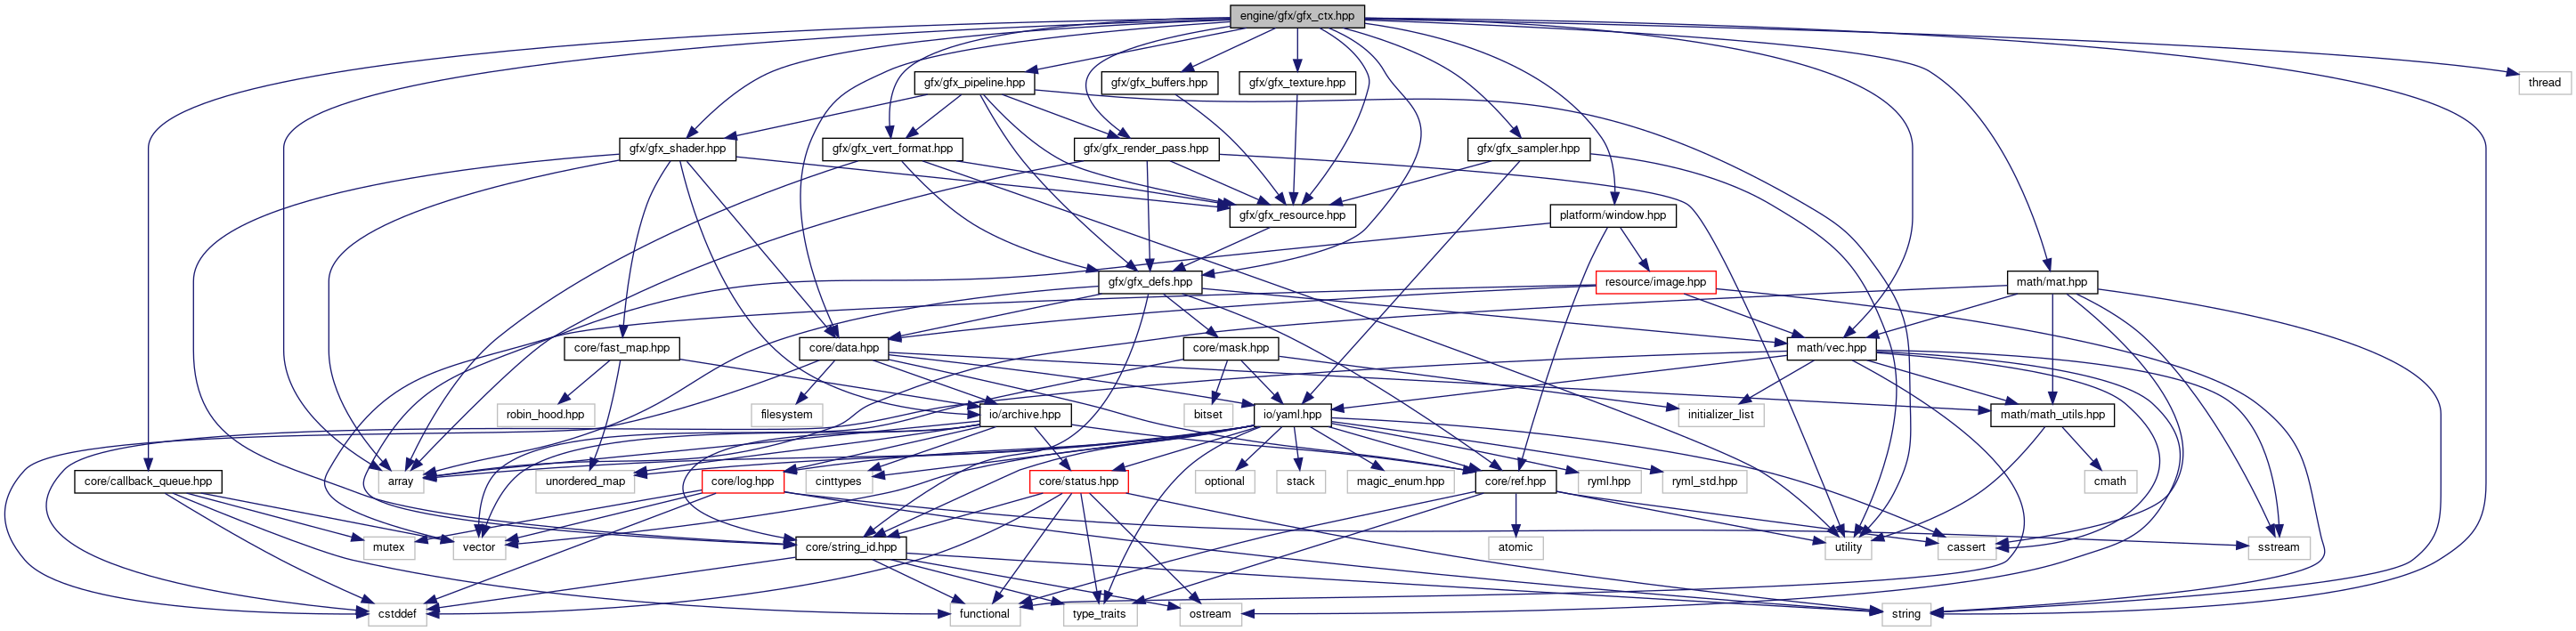 engine/gfx/gfx_ctx.hpp
gfx/gfx_pipeline.hpp
gfx/gfx_buffers.hpp
gfx/gfx_texture.hpp
thread
gfx/gfx_shader.hpp
gfx/gfx_vert_format.hpp
gfx/gfx_render_pass.hpp
gfx/gfx_sampler.hpp
gfx/gfx_resource.hpp
platform/window.hpp
gfx/gfx_defs.hpp
resource/image.hpp
math/mat.hpp
core/fast_map.hpp
core/data.hpp
core/mask.hpp
math/vec.hpp
robin_hood.hpp
filesystem
io/archive.hpp
bitset
io/yaml.hpp
initializer_list
math/math_utils.hpp
core/callback_queue.hpp
array
unordered_map
core/log.hpp
cinttypes
core/status.hpp
optional
stack
magic_enum.hpp
core/ref.hpp
ryml.hpp
ryml_std.hpp
cmath
mutex
vector
core/string_id.hpp
atomic
utility
cassert
sstream
cstddef
functional
type_traits
ostream
string